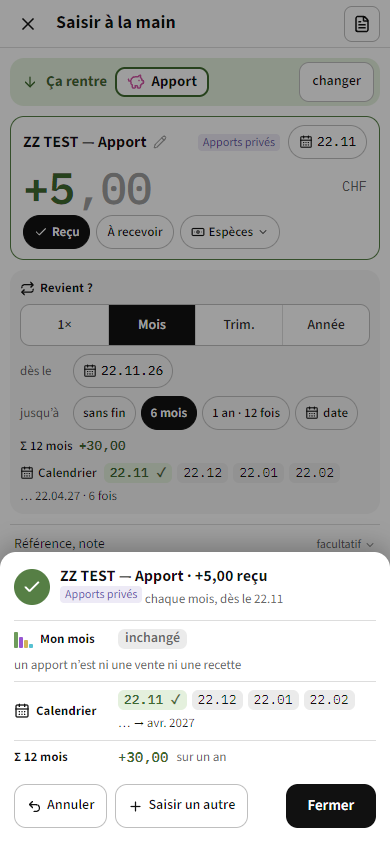 Saisir à la main
Ça rentre Apport changer
ZZ TEST — Apport Apports privés 22.11
+5,00 CHF
Reçu À recevoir Espèces
Revient ?
1× Mois Trim. Année
dès le 22.11.26
jusqu'à sans fin 6 mois 1 an · 12 fois date
Σ 12 mois +30,00
Calendrier 22.11 ✓ 22.12 22.01 22.02
… 22.04.27 · 6 fois
Référence, note facultatif
ZZ TEST — Apport · +5,00 reçu
Apports privés chaque mois, dès le 22.11
Mon mois inchangé
un apport n'est ni une vente ni une recette
Calendrier 22.11 ✓ 22.12 22.01 22.02
… → avr. 2027
Σ 12 mois +30,00 sur un an
Annuler Saisir un autre Fermer